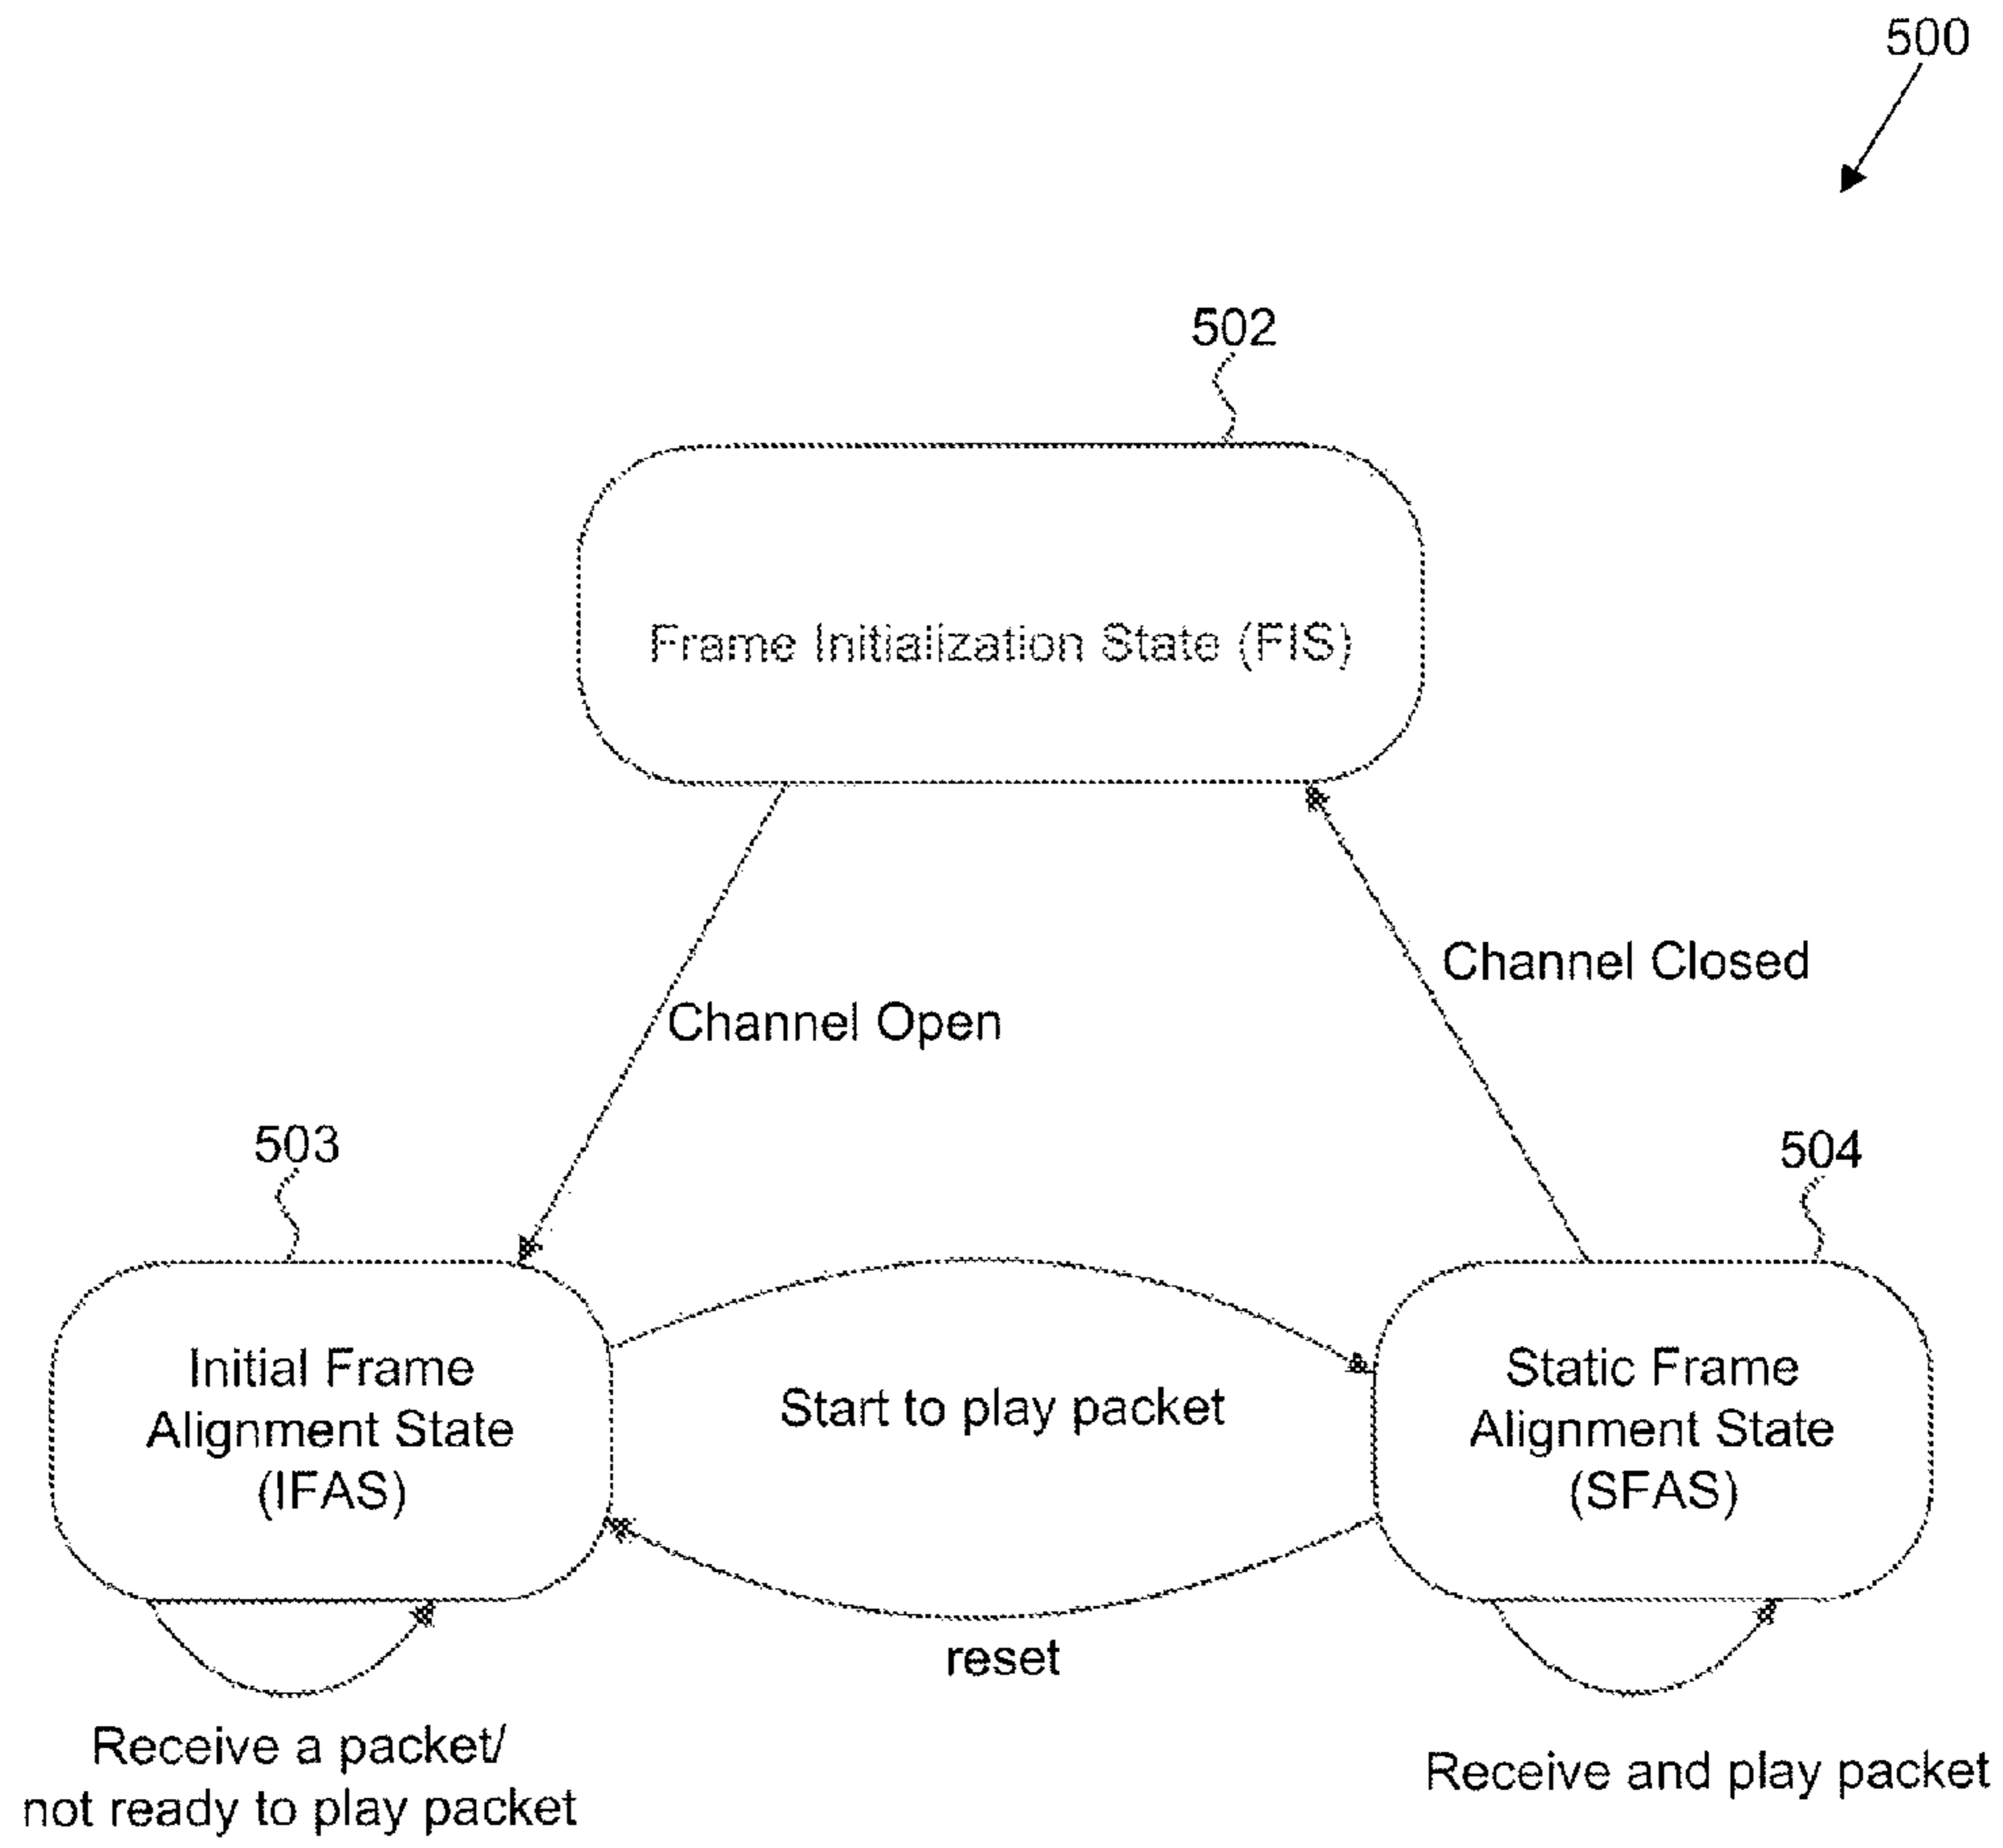 500
502
Frame Initialization State (FIS)
Channel Closed
Channel Open
503
504
Initial Frame
Alignment State
(IFAS)
Start to play packet
Static Frame
Alignment State
(SFAS)
reset
Receive a packet/
not ready to play packet
Receive and play packet